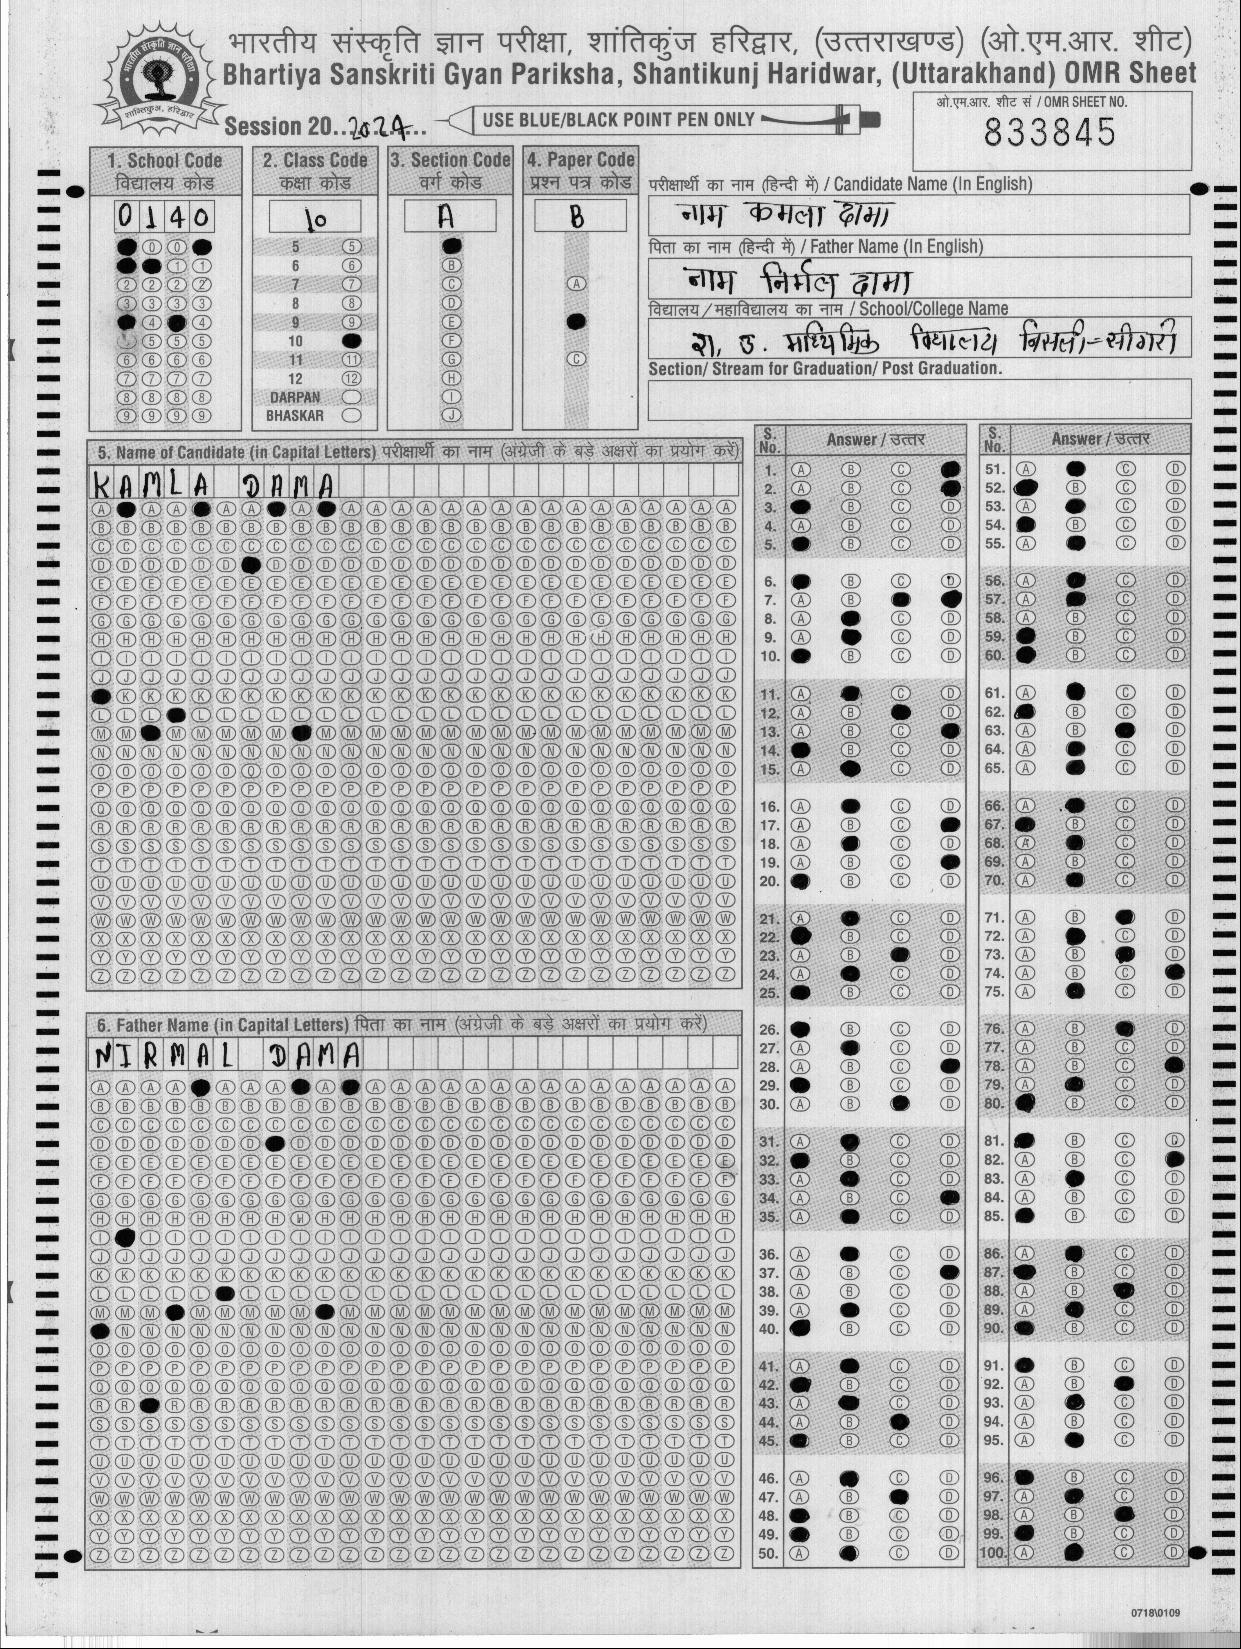 भारतीय संस्कृति ज्ञान परीक्षा, शांतिकुंज हरिद्वार, (उत्तराखण्ड) (ओ.एम.आर. शीट)
Bhartiya Sanskriti Gyan Pariksha, Shantikunj Haridwar, (Uttarakhand) OMR Sheet
Session 20..2024...
USE BLUE/BLACK POINT PEN ONLY
ओ.एम.आर. शीट सं / OMR SHEET NO.
833845
1. School Code
विद्यालय कोड
0140
2. Class Code
कक्षा कोड
10
5
6
7
8
9
10
11
12
DARPAN
BHASKAR
3. Section Code
वर्ग कोड
A
4. Paper Code
प्रश्न पत्र कोड
B
परीक्षार्थी का नाम (हिन्दी में) / Candidate Name (In English)
नाम कमला दामा
पिता का नाम (हिन्दी में) / Father Name (In English)
नाम निर्मल दामा
विद्यालय / महाविद्यालय का नाम / School/College Name
रा. उ. मध्यिमिक विद्यालय
Section/ Stream for Graduation/ Post Graduation.
5. Name of Candidate (in Capital Letters) परीक्षार्थी का नाम (अंग्रेजी के बड़े अक्षरों का प्रयोग करें)
KAMLA DAMA
6. Father Name (in Capital Letters) पिता का नाम (अंग्रेजी के बड़े अक्षरों का प्रयोग करें)
NIRMAL DAMA
S. No. Answer / उत्तर
S. No. Answer / उत्तर
0718\0109